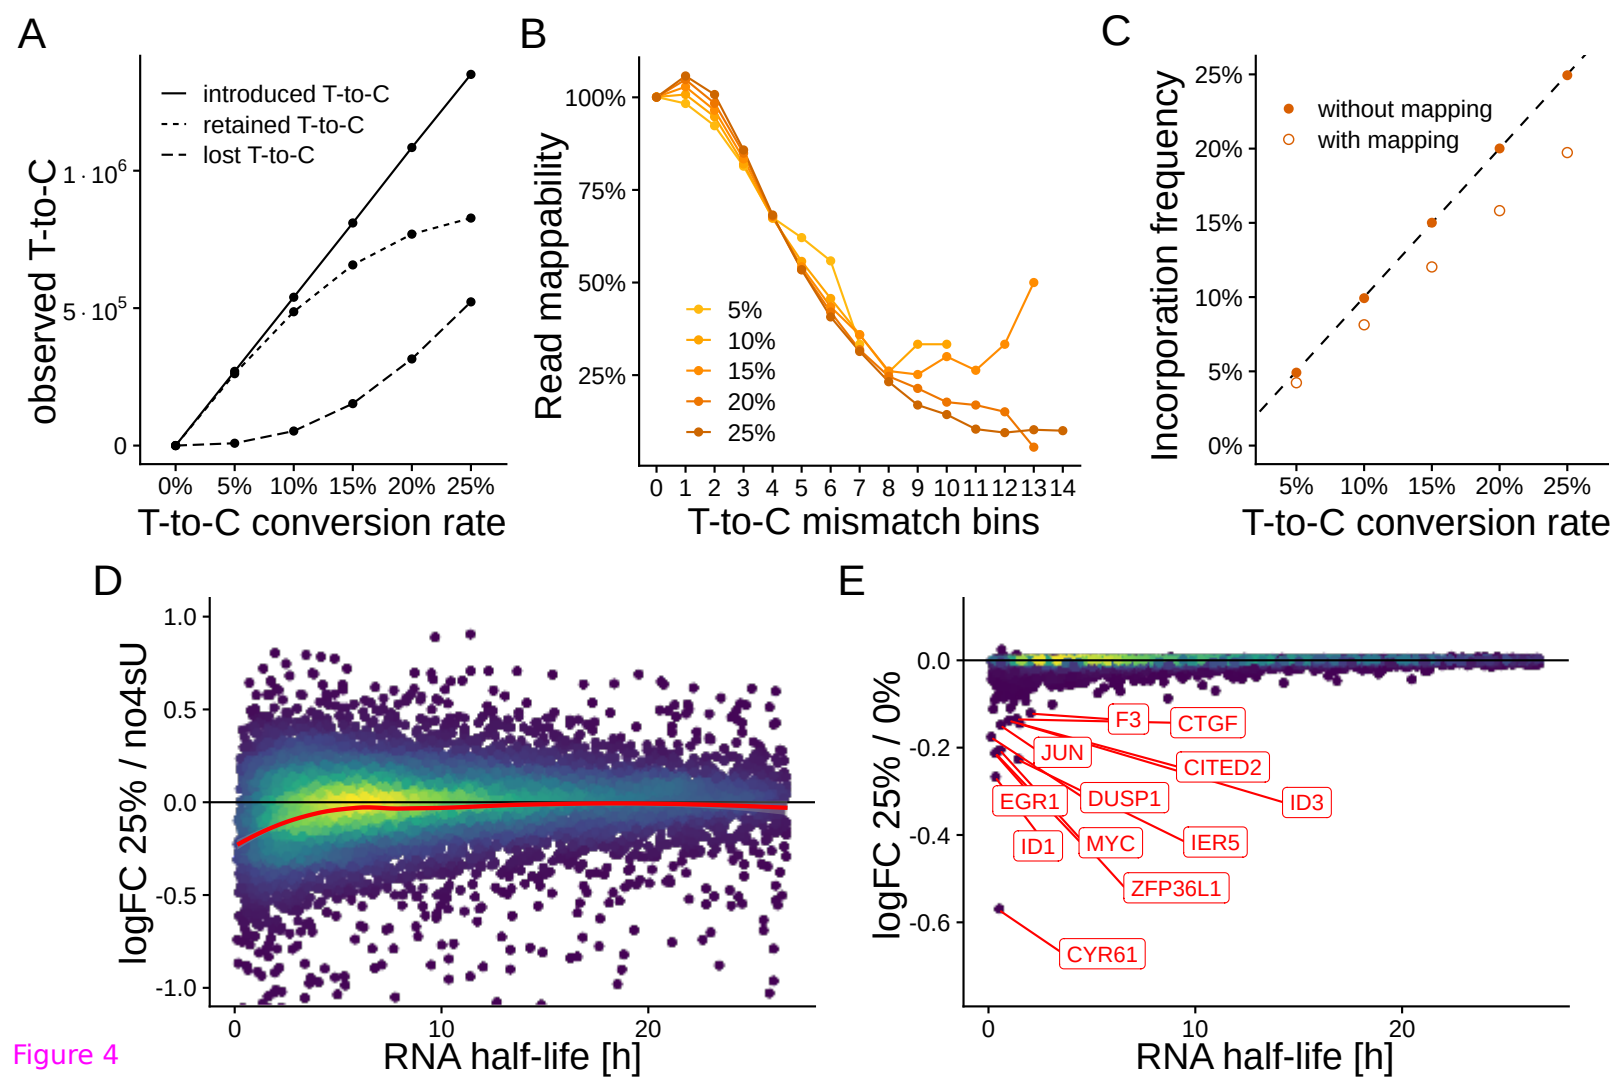 A
introduced T-to-C
retained T-to-C
lost T-to-C
observed T-to-C
1 · 10⁶
5 · 10⁵
0
0% 5% 10% 15% 20% 25%
T-to-C conversion rate
B
Read mappability
100%
75%
50%
25%
5%
10%
15%
20%
25%
0 1 2 3 4 5 6 7 8 9 10 11 12 13 14
T-to-C mismatch bins
C
Incorporation frequency
25%
20%
15%
10%
5%
0%
without mapping
with mapping
5% 10% 15% 20% 25%
T-to-C conversion rate
D
logFC 25% / no4sU
1.0
0.5
0.0
-0.5
-1.0
0 10 20
RNA half-life [h]
E
logFC 25% / 0%
0.0
-0.2
-0.4
-0.6
F3
CTGF
JUN
CITED2
EGR1
DUSP1
ID3
ID1
MYC
IER5
ZFP36L1
CYR61
0 10 20
RNA half-life [h]
Figure 4